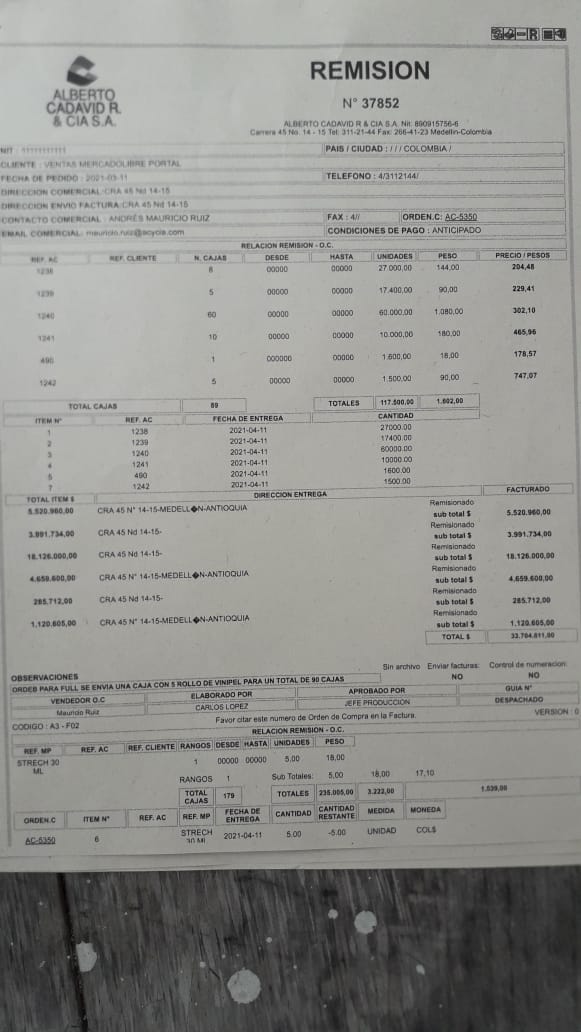 ALBERTO
CADAVID R.
& CIA S.A.
REMISION
N° 37852
ALBERTO CADAVID R & CIA S.A. Nit: 890915756-6
Carrera 45 No. 14 - 15 Tel: 311-21-44 Fax: 266-41-23 Medellin-Colombia
NIT : 11111111111
PAIS / CIUDAD : / / / COLOMBIA /
CLIENTE : VENTAS MERCADOLIBRE PORTAL
FECHA DE PEDIDO : 2021-03-11
TELEFONO : 4/3112144/
DIRECCION COMERCIAL:CRA 45 Nd 14-15
DIRECCION ENVIO FACTURA:CRA 45 Nd 14-15
CONTACTO COMERCIAL : ANDRÉS MAURICIO RUIZ
FAX : 4// ORDEN.C: AC-5350
EMAIL COMERCIAL: mauricio.ruiz@acycia.com
CONDICIONES DE PAGO : ANTICIPADO
RELACION REMISION - O.C.
REF. AC REF. CLIENTE N. CAJAS DESDE HASTA UNIDADES PESO PRECIO / PESOS
1238 8 00000 00000 27.000,00 144,00 204,48
1239 5 00000 00000 17.400,00 90,00 229,41
1240 60 00000 00000 60.000,00 1.080,00 302,10
1241 10 00000 00000 10.000,00 180,00 465,96
490 1 000000 00000 1.600,00 18,00 178,57
1242 5 00000 00000 1.500,00 90,00 747,07
TOTAL CAJAS 89 TOTALES 117.500,00 1.602,00
ITEM N° REF. AC FECHA DE ENTREGA CANTIDAD
1 1238 2021-04-11 27000.00
2 1239 2021-04-11 17400.00
3 1240 2021-04-11 60000.00
4 1241 2021-04-11 10000.00
5 490 2021-04-11 1600.00
7 1242 2021-04-11 1500.00
TOTAL ITEM $ DIRECCION ENTREGA FACTURADO
5.520.960,00 CRA 45 N° 14-15-MEDELL�N-ANTIOQUIA Remisionado
sub total $ 5.520.960,00
3.991.734,00 CRA 45 Nd 14-15- Remisionado
sub total $ 3.991.734,00
18.126.000,00 CRA 45 Nd 14-15- Remisionado
sub total $ 18.126.000,00
4.659.600,00 CRA 45 N° 14-15-MEDELL�N-ANTIOQUIA Remisionado
sub total $ 4.659.600,00
285.712,00 CRA 45 Nd 14-15- Remisionado
sub total $ 285.712,00
1.120.605,00 CRA 45 N° 14-15-MEDELL�N-ANTIOQUIA Remisionado
sub total $ 1.120.605,00
TOTAL $ 33.704.611,00
OBSERVACIONES
Sin archivo Enviar facturas: Control de numeracion:
NO NO
ORDEB PARA FULL SE ENVIA UNA CAJA CON 5 ROLLO DE VINIPEL PARA UN TOTAL DE 90 CAJAS
VENDEDOR O.C ELABORADO POR APROBADO POR GUIA N°
Mauricio Ruiz CARLOS LOPEZ JEFE PRODUCCION DESPACHADO
CODIGO : A3 - F02 Favor citar este numero de Orden de Compra en la Factura. VERSION : 0
RELACION REMISION - O.C.
REF. MP REF. AC REF. CLIENTE RANGOS DESDE HASTA UNIDADES PESO
STRECH 30 1 00000 00000 5.00 18,00
ML
RANGOS 1 Sub Totales: 5,00 18,00 17,10
TOTAL
CAJAS 179 TOTALES 235.005,00 3.222,00 1.539,00
ORDEN.C ITEM N° REF. AC REF. MP FECHA DE
ENTREGA CANTIDAD CANTIDAD
RESTANTE MEDIDA MONEDA
AC-5350 6 STRECH
30 Ml 2021-04-11 5.00 -5.00 UNIDAD COL$